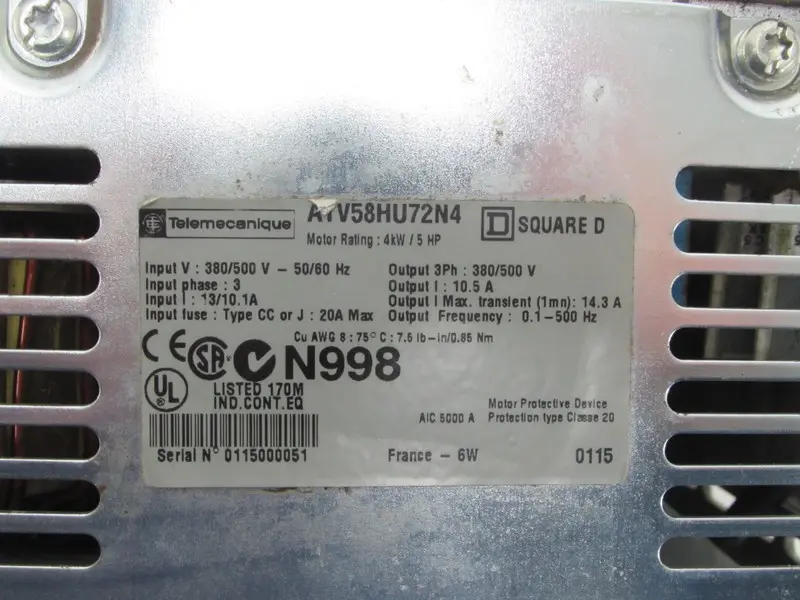 Telemecanique
ATV58HU72N4
D SQUARE D
Motor Rating : 4kW / 5 HP
Input V : 380/500 V - 50/60 Hz
Output 3Ph : 380/500 V
Input phase : 3
Output I : 10.5 A
Input I : 13/10.1A
Output I Max. transient (1mn): 14.3 A
Input fuse : Type CC or J : 20A Max
Output Frequency : 0.1-500 Hz
Cu AWG 8 : 75° C : 7.5 lb-in/0.85 Nm
CE SA N998
UL
LISTED 170M
IND.CONT.EQ
AIC 5000 A
Motor Protective Device
Protection type Classe 20
Serial N° 0115000051
France - 6W
0115